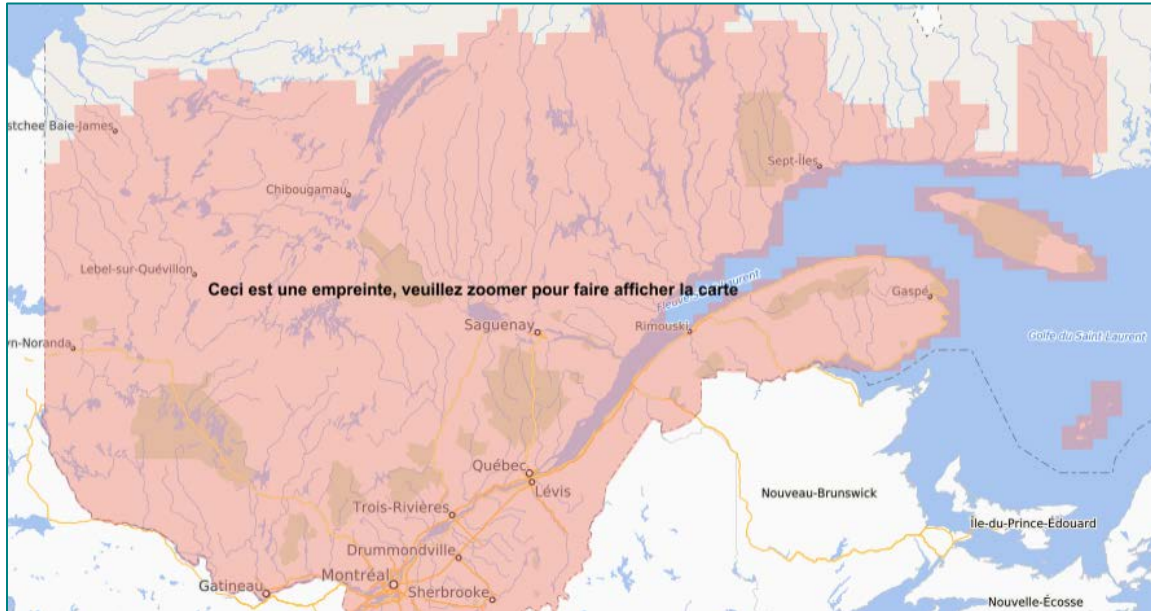 stchee Baie-James
Sept-Îles
Chibougamau
Lebel-sur-Quévillon
Ceci est une empreinte, veuillez zoomer pour faire afficher la carte
Gaspé
Saguenay
Rimouski
Golfe du Saint-Laurent
yn-Noranda
Québec
Lévis
Nouveau-Brunswick
Trois-Rivières
Île-du-Prince-Édouard
Drummondville
Montréal
Gatineau
Sherbrooke
Nouvelle-Écosse